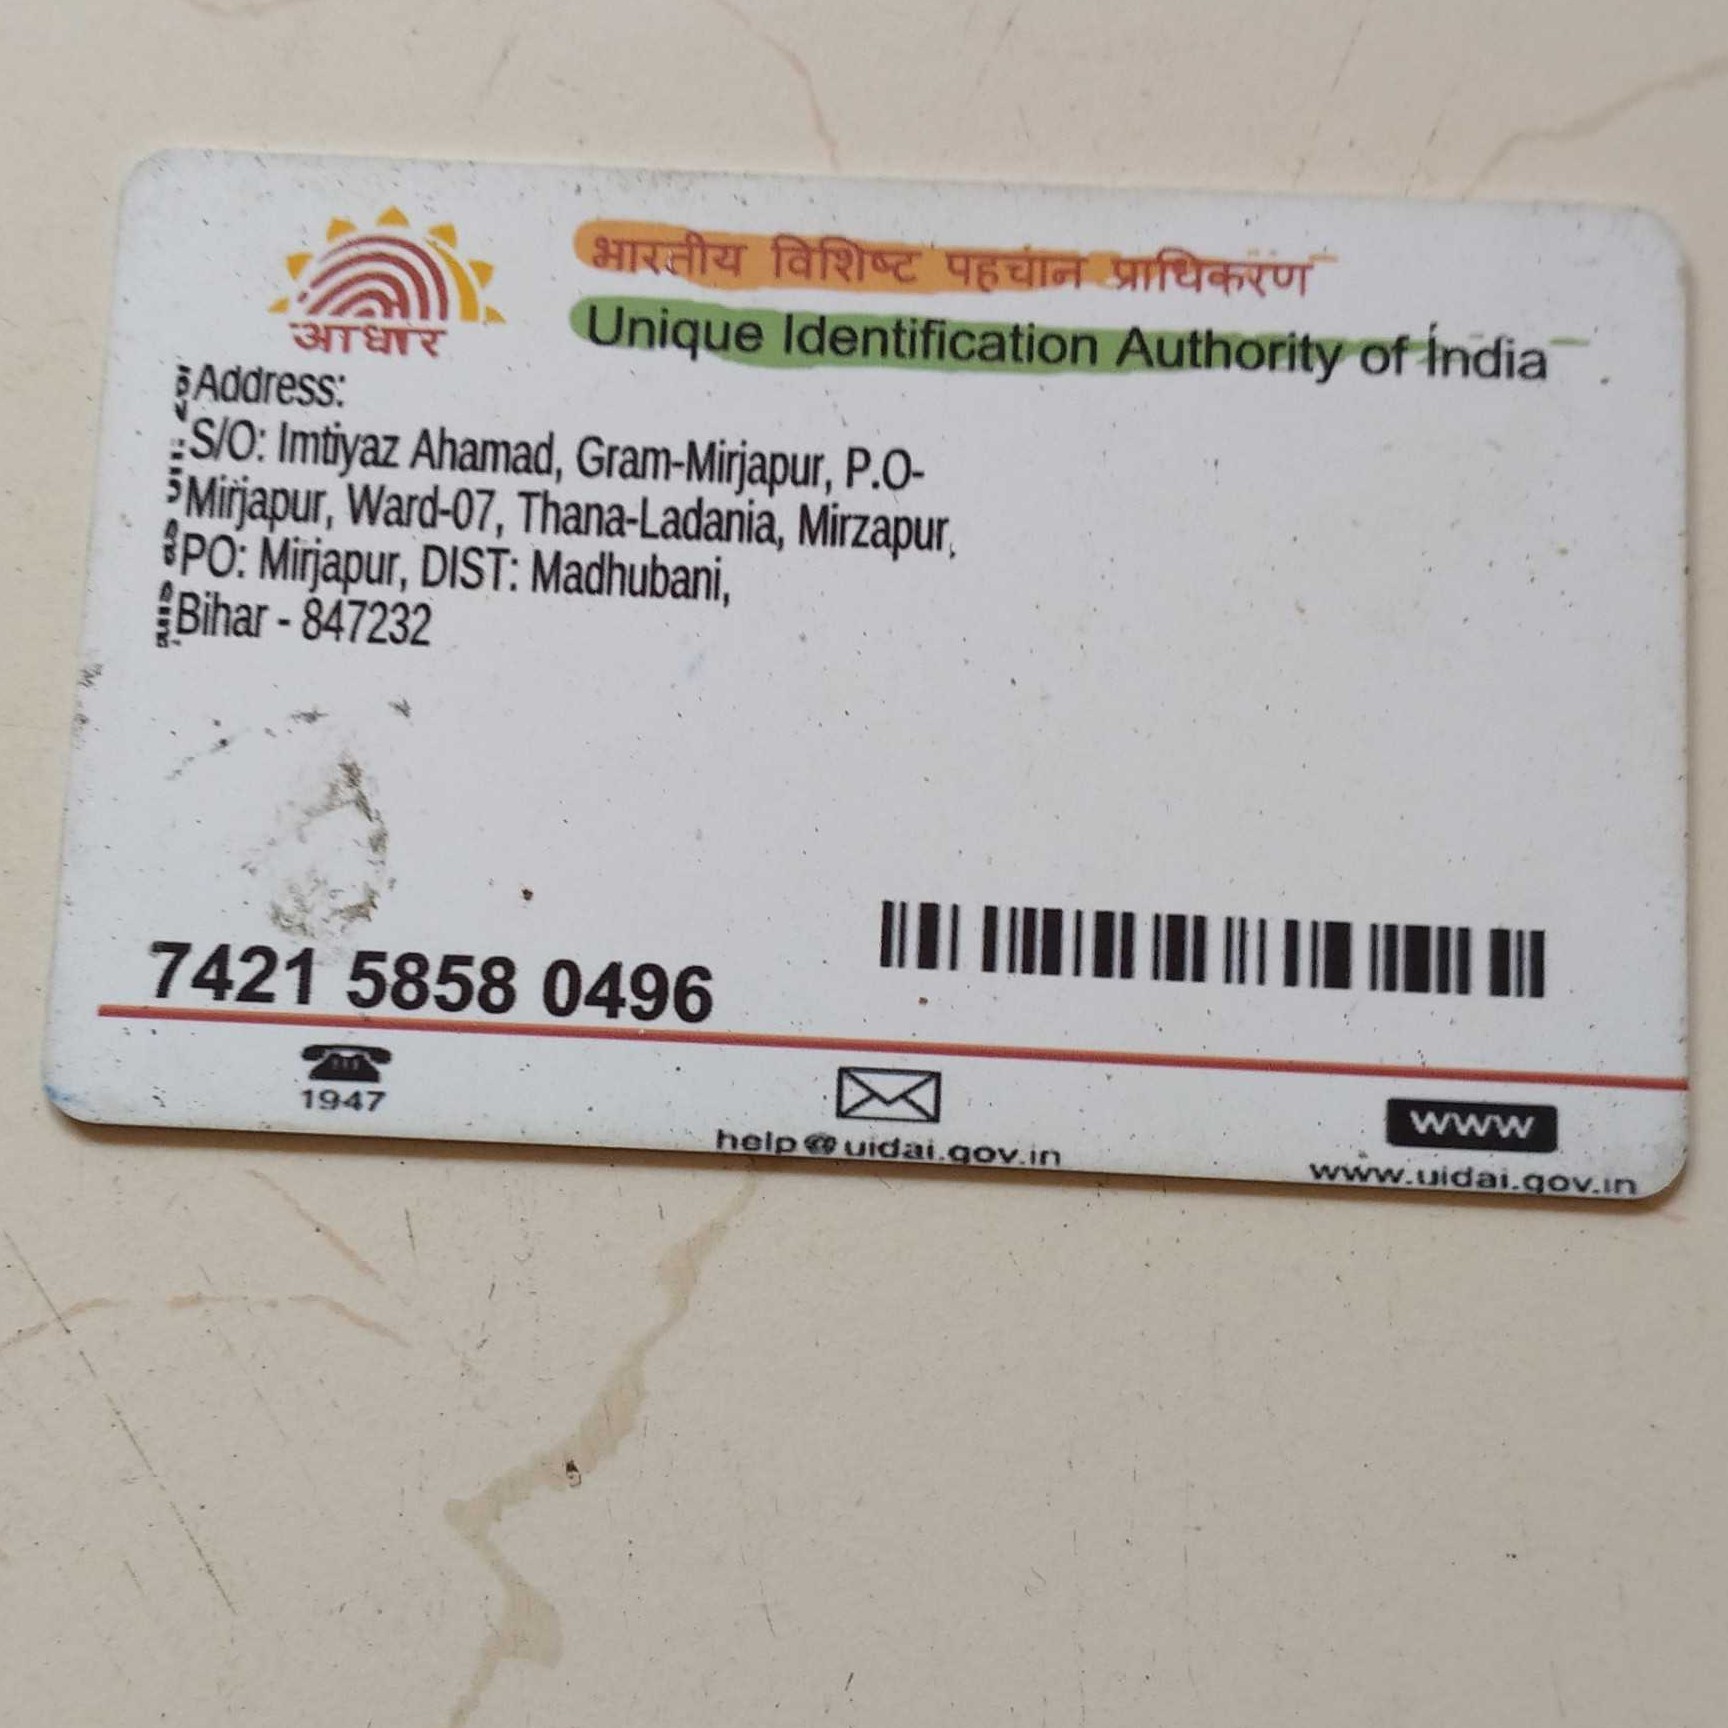 भारतीय विशिष्ट पहचान प्राधिकरण
Unique Identification Authority of India
आधार
Address:
S/O: Imtiyaz Ahamad, Gram-Mirjapur, P.O-
Mirjapur, Ward-07, Thana-Ladania, Mirzapur,
PO: Mirjapur, DIST: Madhubani,
Bihar - 847232
7421 5858 0496
1947
help@uidai.gov.in
www
www.uidai.gov.in